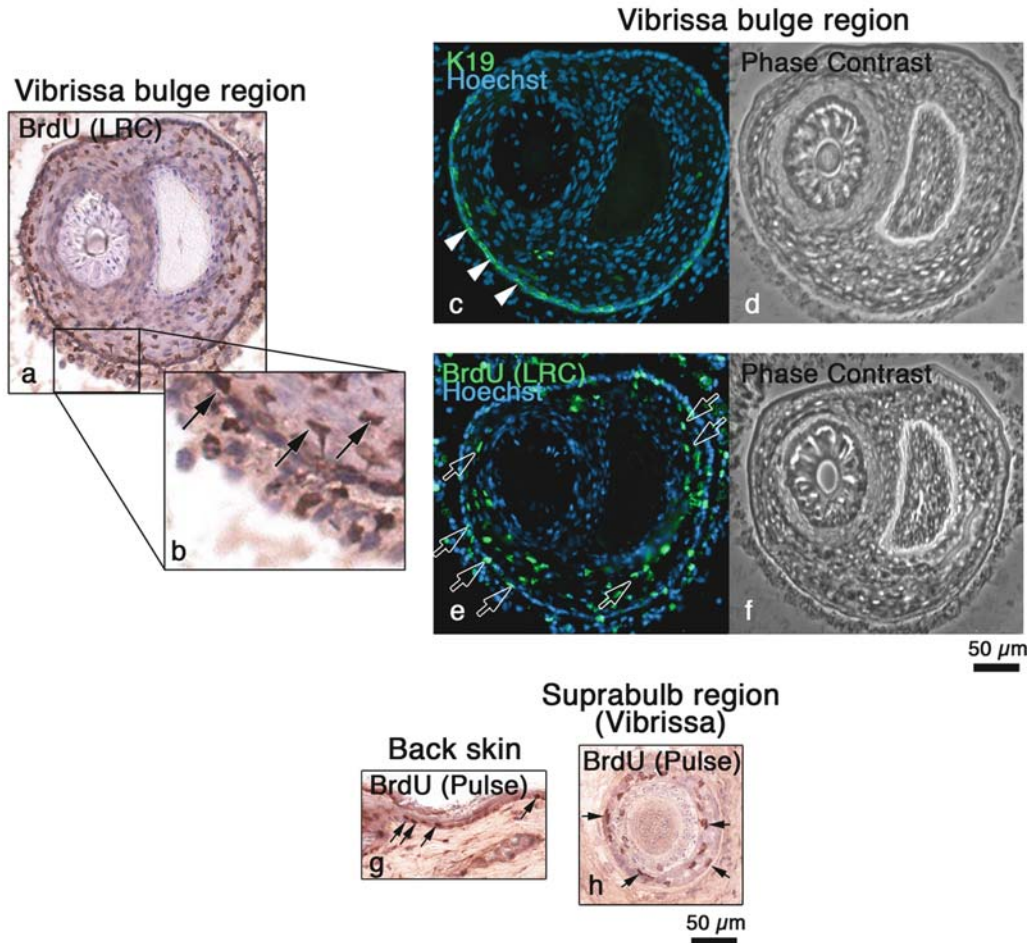 Vibrissa bulge region
BrdU (LRC)
a
b
Vibrissa bulge region
K19
Hoechst
c
Phase Contrast
d
BrdU (LRC)
Hoechst
e
Phase Contrast
f
50 µm
Back skin
BrdU (Pulse)
g
Suprabulb region
(Vibrissa)
BrdU (Pulse)
h
50 µm